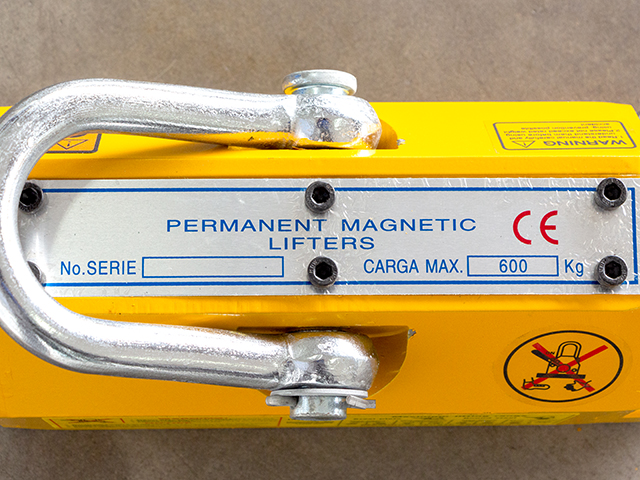 WARNING
PERMANENT MAGNETIC
LIFTERS
CE
No.SERIE
CARGA MAX. 600 Kg